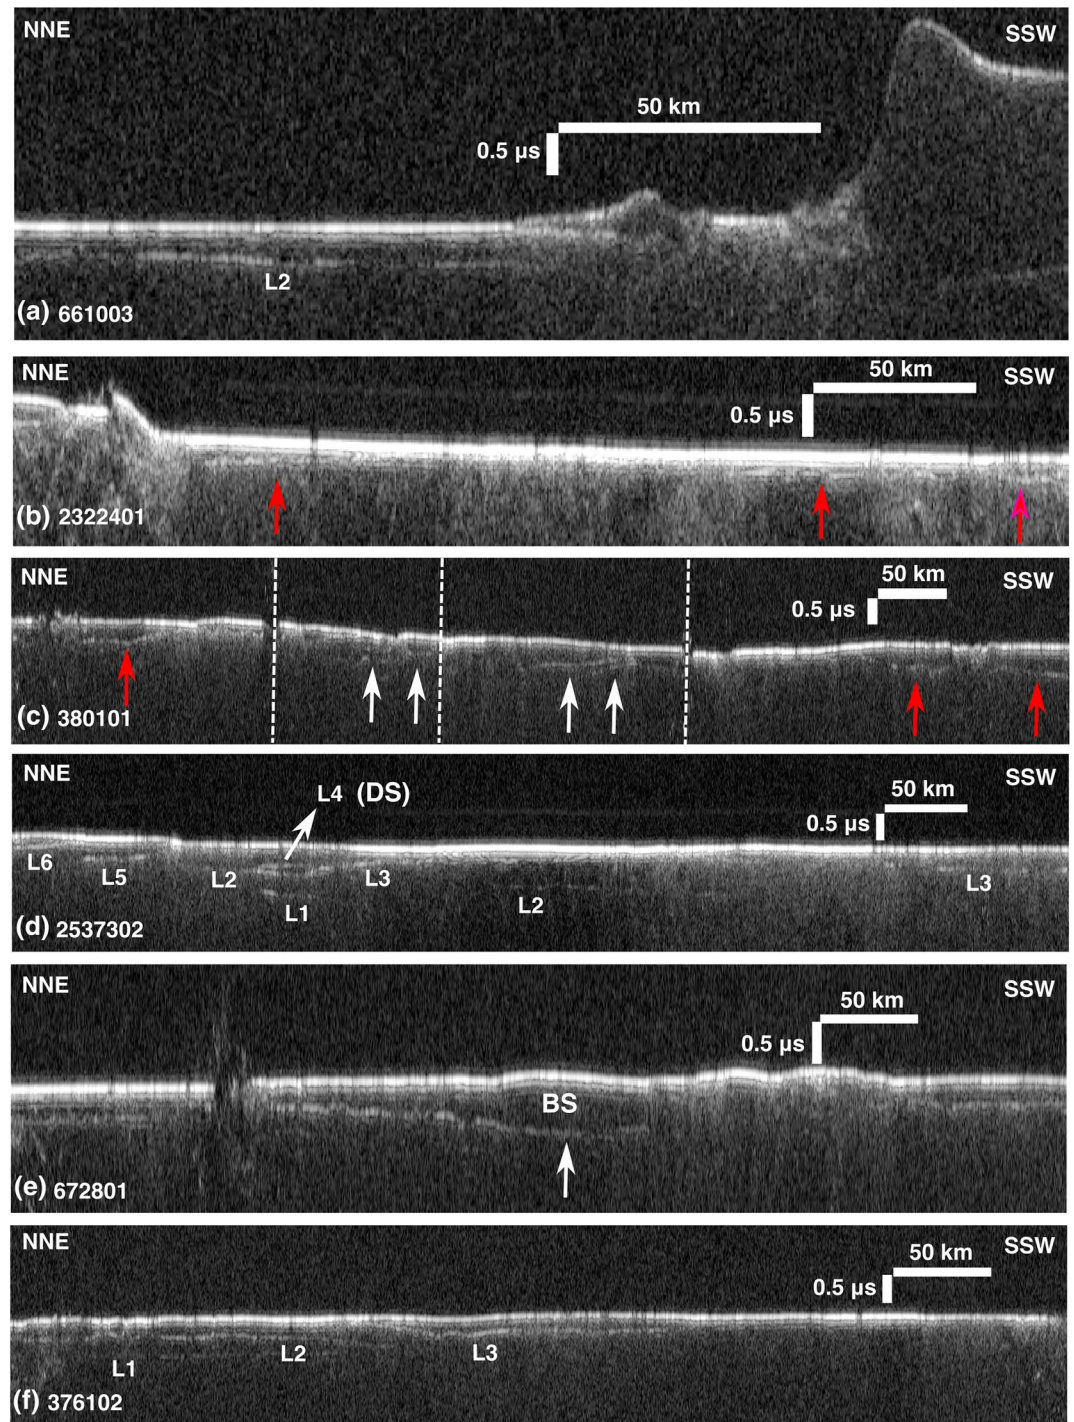 NNE
SSW
50 km
0.5 µs
L2
(a) 661003
NNE
50 km
SSW
0.5 µs
(b) 2322401
NNE
50 km
SSW
0.5 µs
(c) 380101
NNE
SSW
L4 (DS)
50 km
0.5 µs
L6
L5
L2
L3
L3
L1
L2
(d) 2537302
NNE
SSW
50 km
0.5 µs
BS
(e) 672801
NNE
SSW
50 km
0.5 µs
L1
L2
L3
(f) 376102